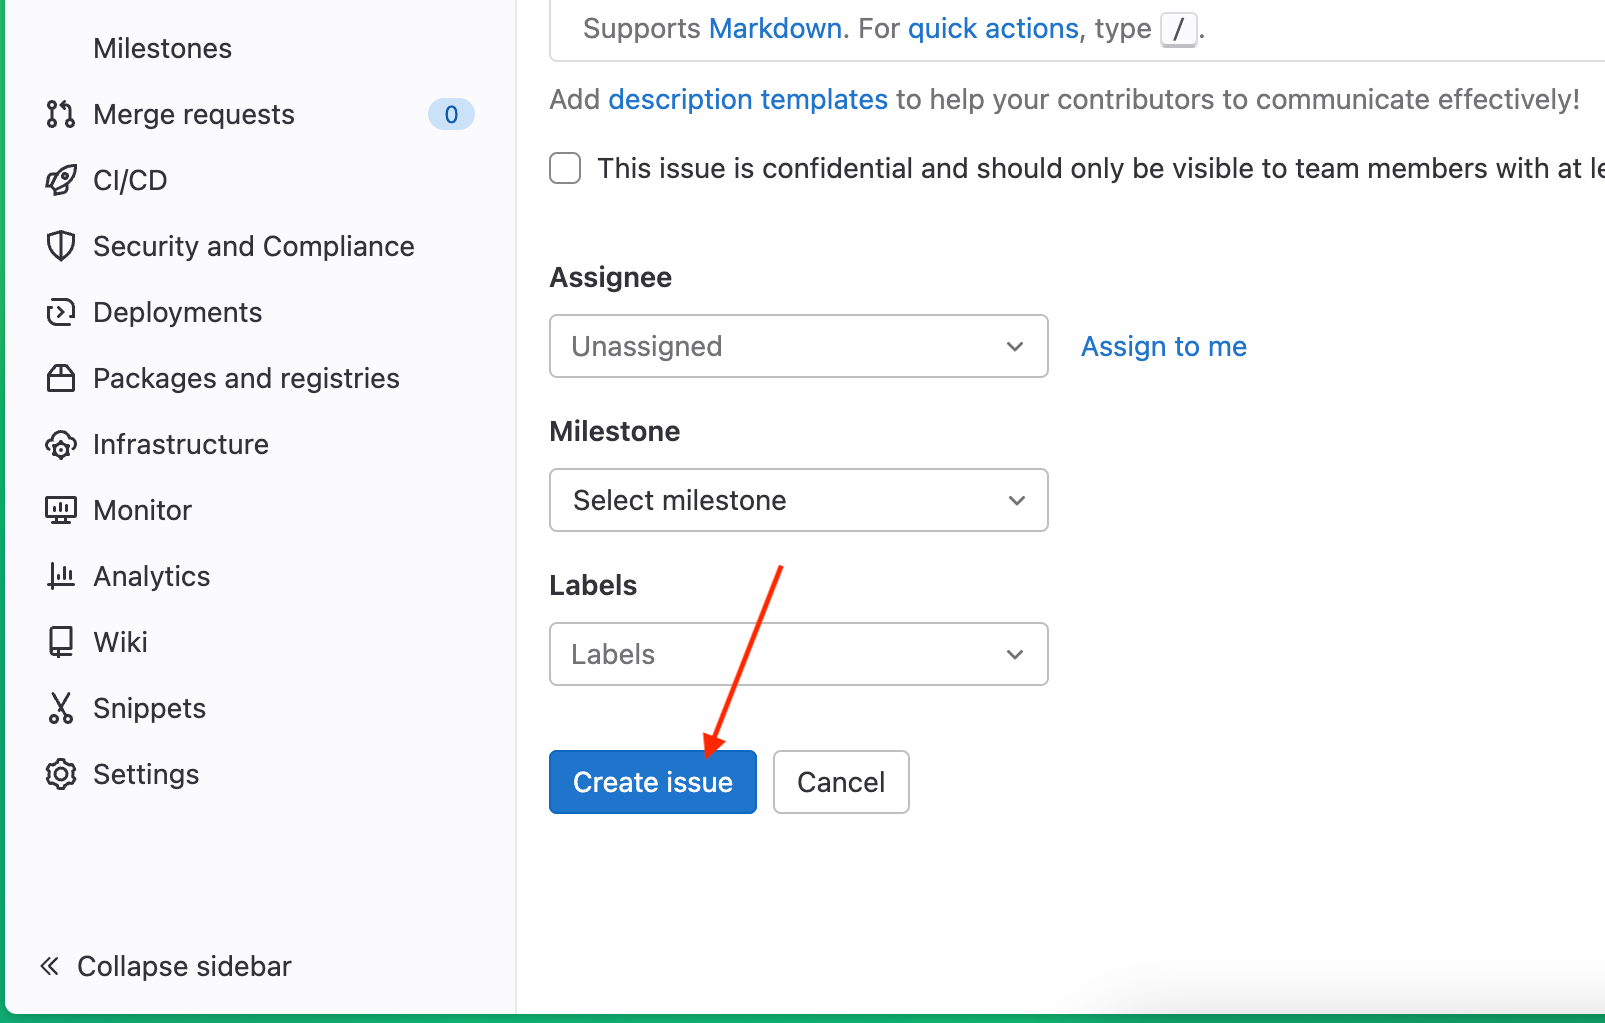 Milestones
Merge requests 0
CI/CD
Security and Compliance
Deployments
Packages and registries
Infrastructure
Monitor
Analytics
Wiki
Snippets
Settings
Collapse sidebar
Supports Markdown. For quick actions, type /.
Add description templates to help your contributors to communicate effectively!
This issue is confidential and should only be visible to team members with at
Assignee
Unassigned
Assign to me
Milestone
Select milestone
Labels
Labels
Create issue
Cancel